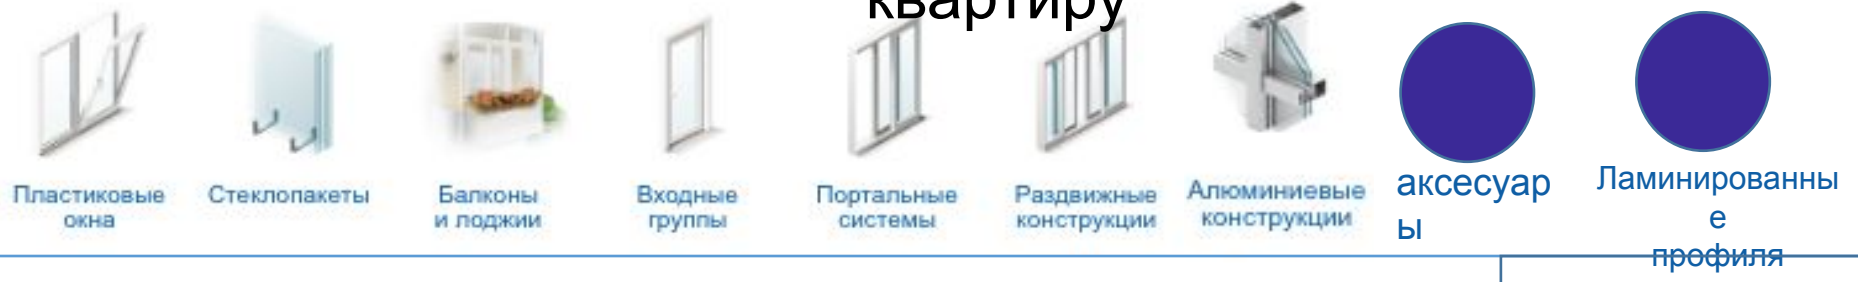 квартиру
Пластиковые
окна
Стеклопакеты
Балконы
и лоджии
Входные
группы
Портальные
системы
Раздвижные
конструкции
Алюминиевые
конструкции
аксесуар
ы
Ламинированны
е
профиля